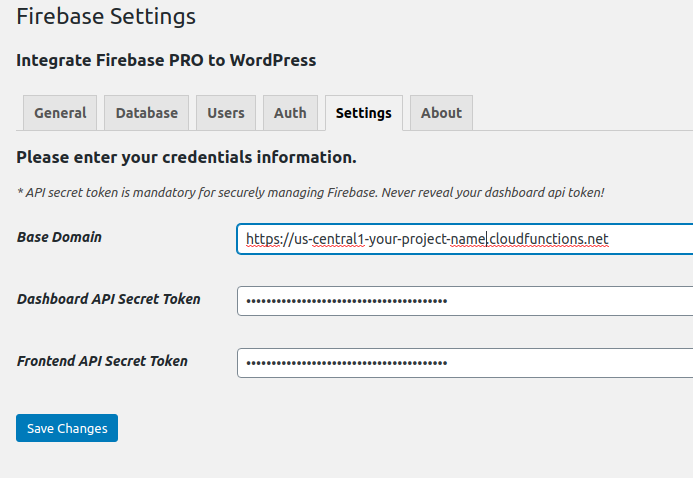 Firebase Settings
Integrate Firebase PRO to WordPress
General Database Users Auth Settings About
Please enter your credentials information.
* API secret token is mandatory for securely managing Firebase. Never reveal your dashboard api token!
Base Domain https://us-central1-your-project-name.cloudfunctions.net
Dashboard API Secret Token ••••••••••••••••••••••••••••••••••••••••
Frontend API Secret Token ••••••••••••••••••••••••••••••••••••••••
Save Changes